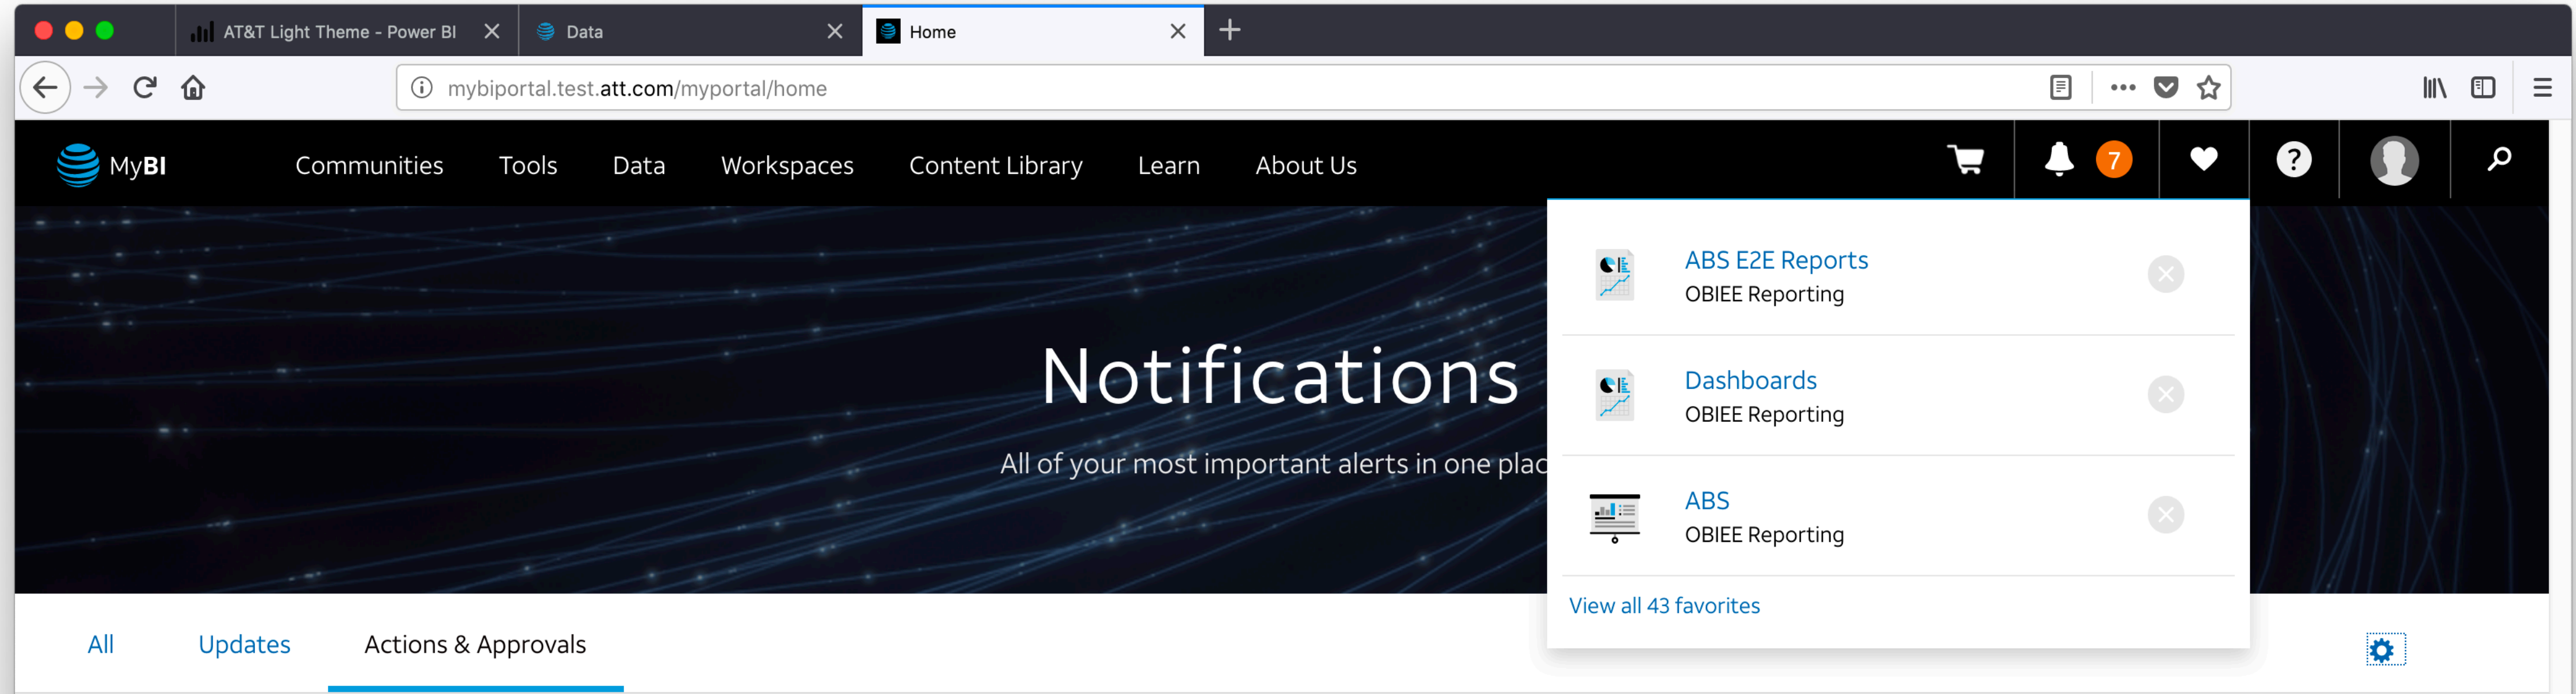 AT&T Light Theme - Power BI
Data
Home
mybiportal.test.att.com/myportal/home
MyBI
Communities
Tools
Data
Workspaces
Content Library
Learn
About Us
7
?
Notifications
All of your most important alerts in one plac
ABS E2E Reports
OBIEE Reporting
Dashboards
OBIEE Reporting
ABS
OBIEE Reporting
View all 43 favorites
All
Updates
Actions & Approvals